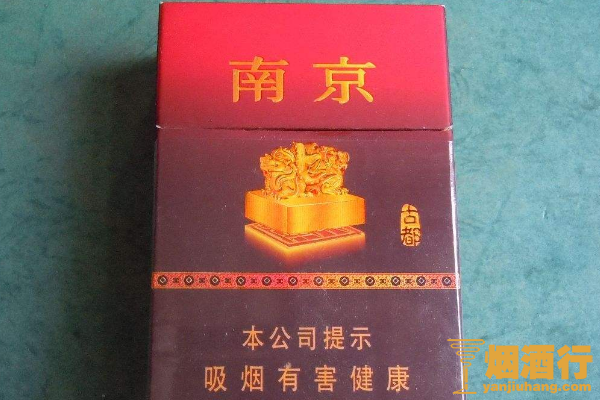 南京
古都
本公司提示
吸烟有害健康
烟酒行
yanjiuhang.com